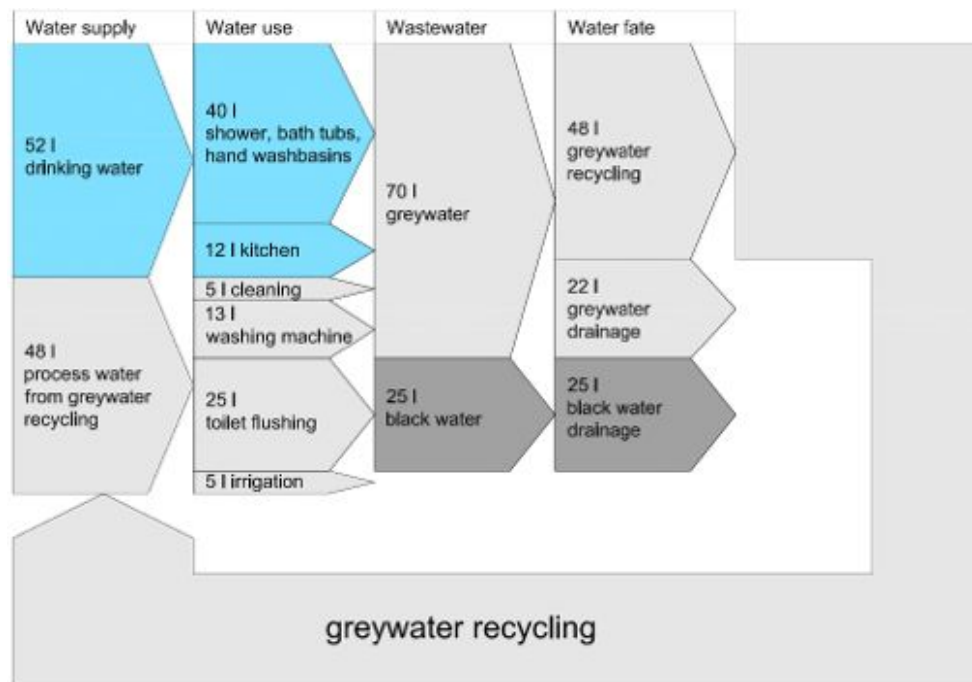 Water supply
Water use
Wastewater
Water fate
52 l
drinking water
48 l
process water
from greywater
recycling
40 l
shower, bath tubs,
hand washbasins
12 l kitchen
5 l cleaning
13 l
washing machine
25 l
toilet flushing
5 l irrigation
70 l
greywater
25 l
black water
48 l
greywater
recycling
22 l
greywater
drainage
25 l
black water
drainage
greywater recycling